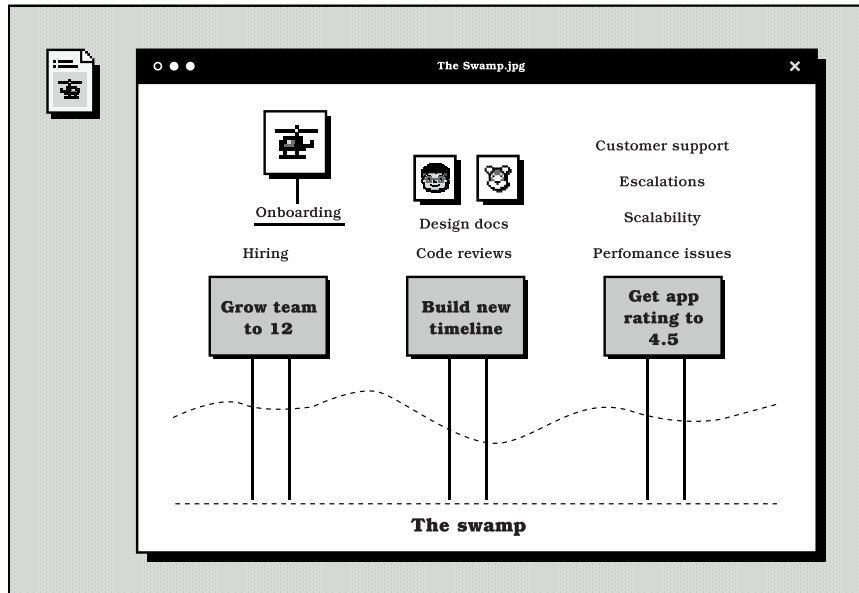 The Swamp.jpg
Onboarding
Hiring
Grow team
to 12
Design docs
Code reviews
Build new
timeline
Customer support
Escalations
Scalability
Perfomance issues
Get app
rating to
4.5
The swamp